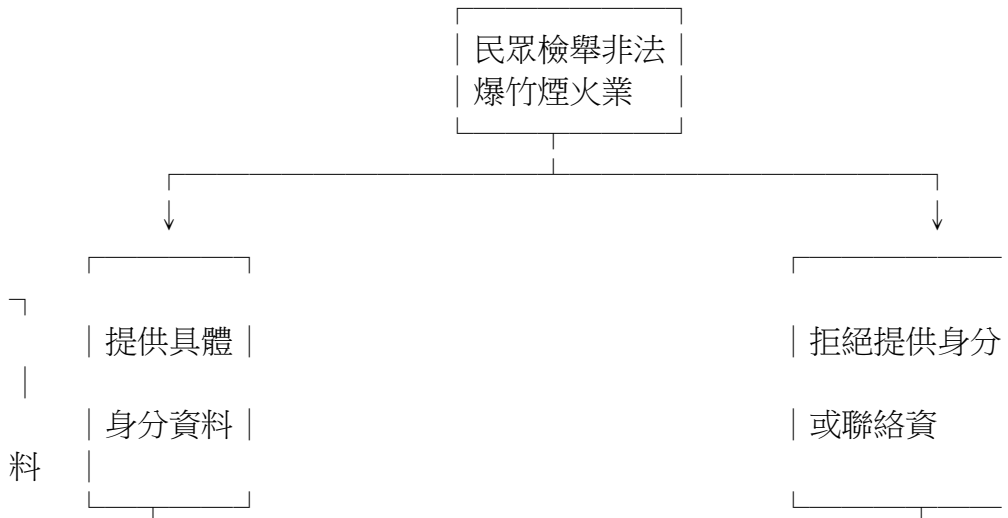 民眾檢舉非法
爆竹煙火業
提供具體
身分資料
拒絕提供身分
或聯絡資
料